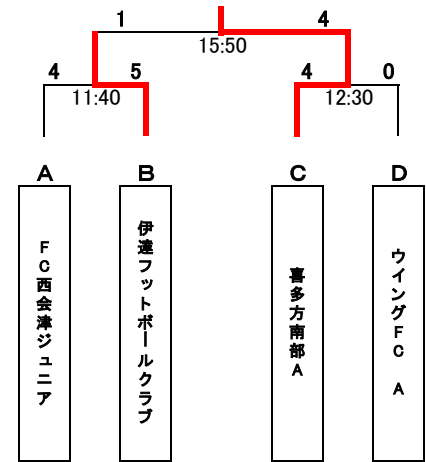 1 4
15:50
4 5 4 0
11:40 12:30
A B C D
FC西会津ジュニア
伊達フットボールクラブ
喜多方南部A
ウイングFC A